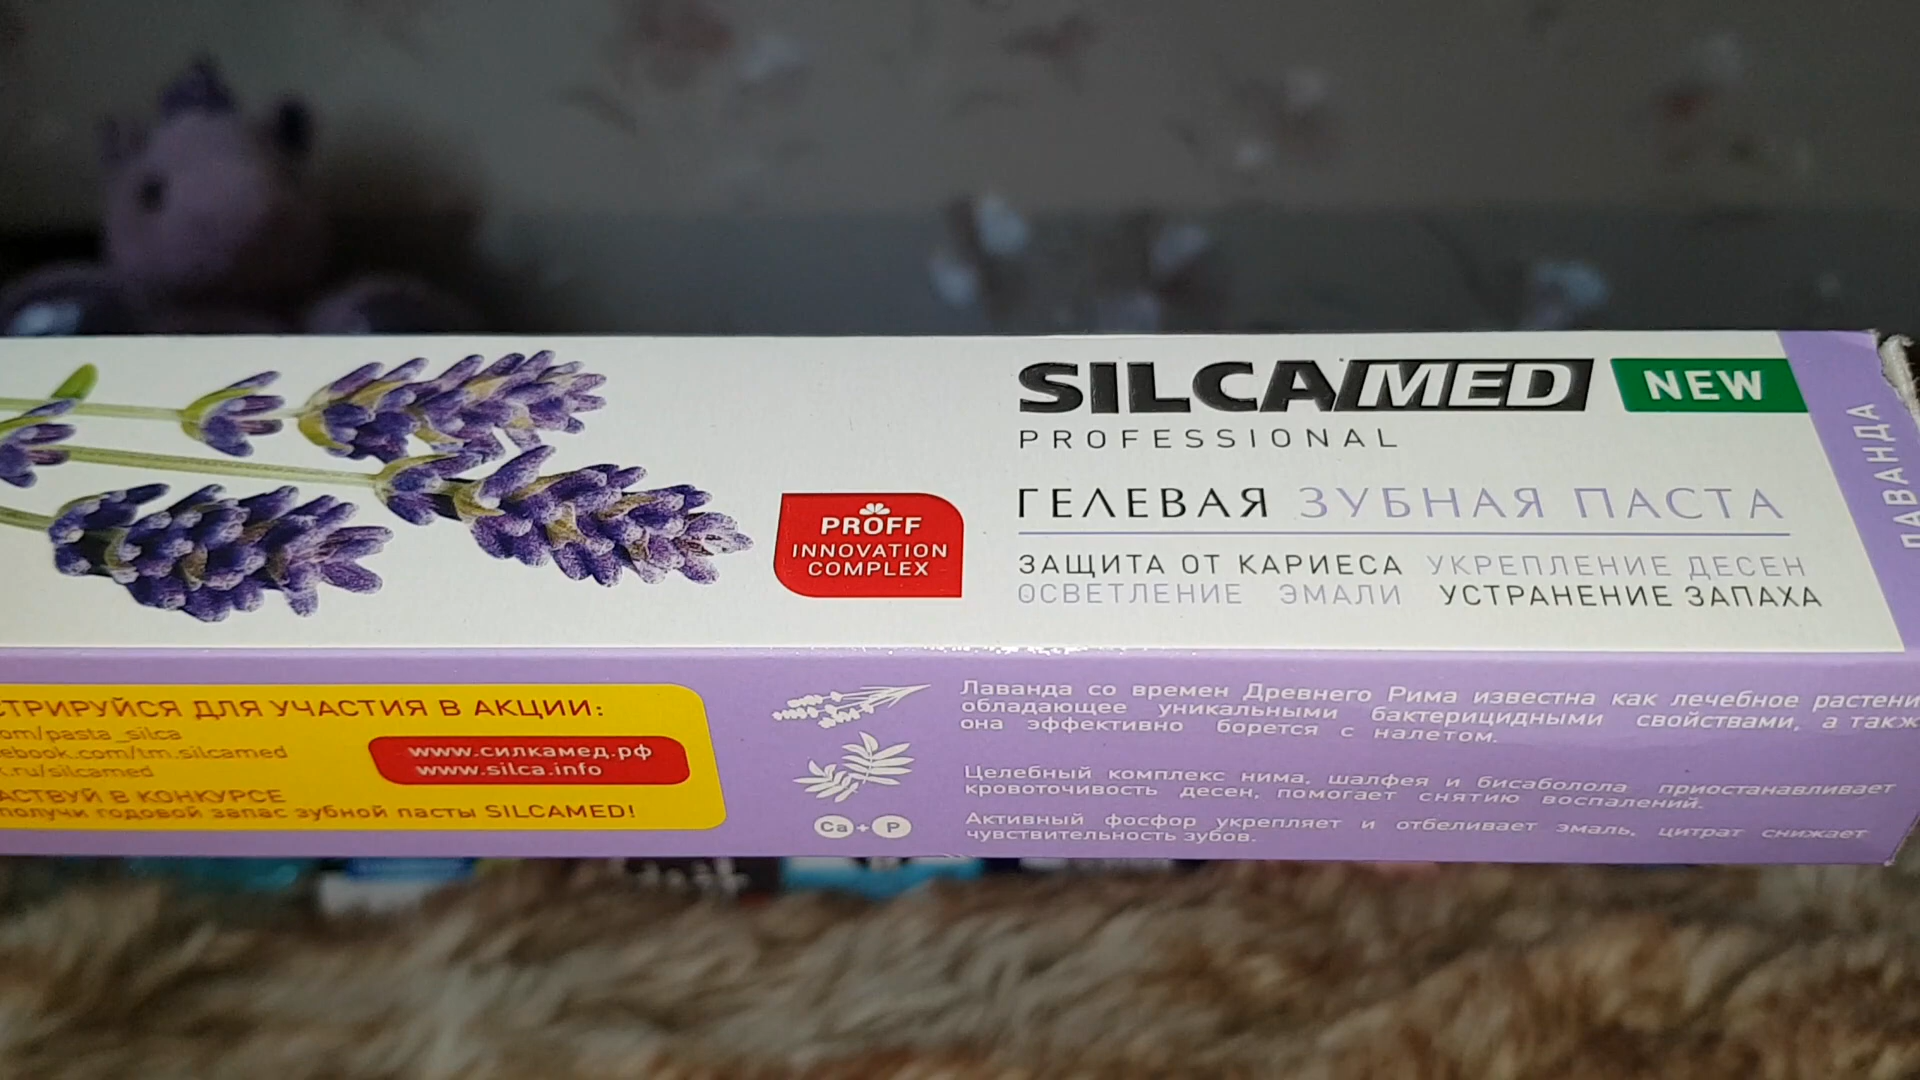 SILCAMED NEW
PROFESSIONAL
ГЕЛЕВАЯ ЗУБНАЯ ПАСТА
ЗАЩИТА ОТ КАРИЕСА УКРЕПЛЕНИЕ ДЕСЕН
ОСВЕТЛЕНИЕ ЭМАЛИ УСТРАНЕНИЕ ЗАПАХА
ЛАВАНДА
PROFF
INNOVATION
COMPLEX
СТРИРУЙСЯ ДЛЯ УЧАСТИЯ В АКЦИИ:
om/pasta_silca
ebook.com/tm.silcamed
.ru/silcamed
www.силкамед.рф
www.silca.info
АСТВУЙ В КОНКУРСЕ
получи годовой запас зубной пасты SILCAMED!
Лаванда со времен Древнего Рима известна как лечебное растени
обладающее уникальными бактерицидными свойствами, а такж
она эффективно борется с налетом.
Целебный комплекс нима, шалфея и бисаболола приостанавливает
кровоточивость десен, помогает снятию воспалений.
Ca + P
Активный фосфор укрепляет и отбеливает эмаль, цитрат снижает
чувствительность зубов.